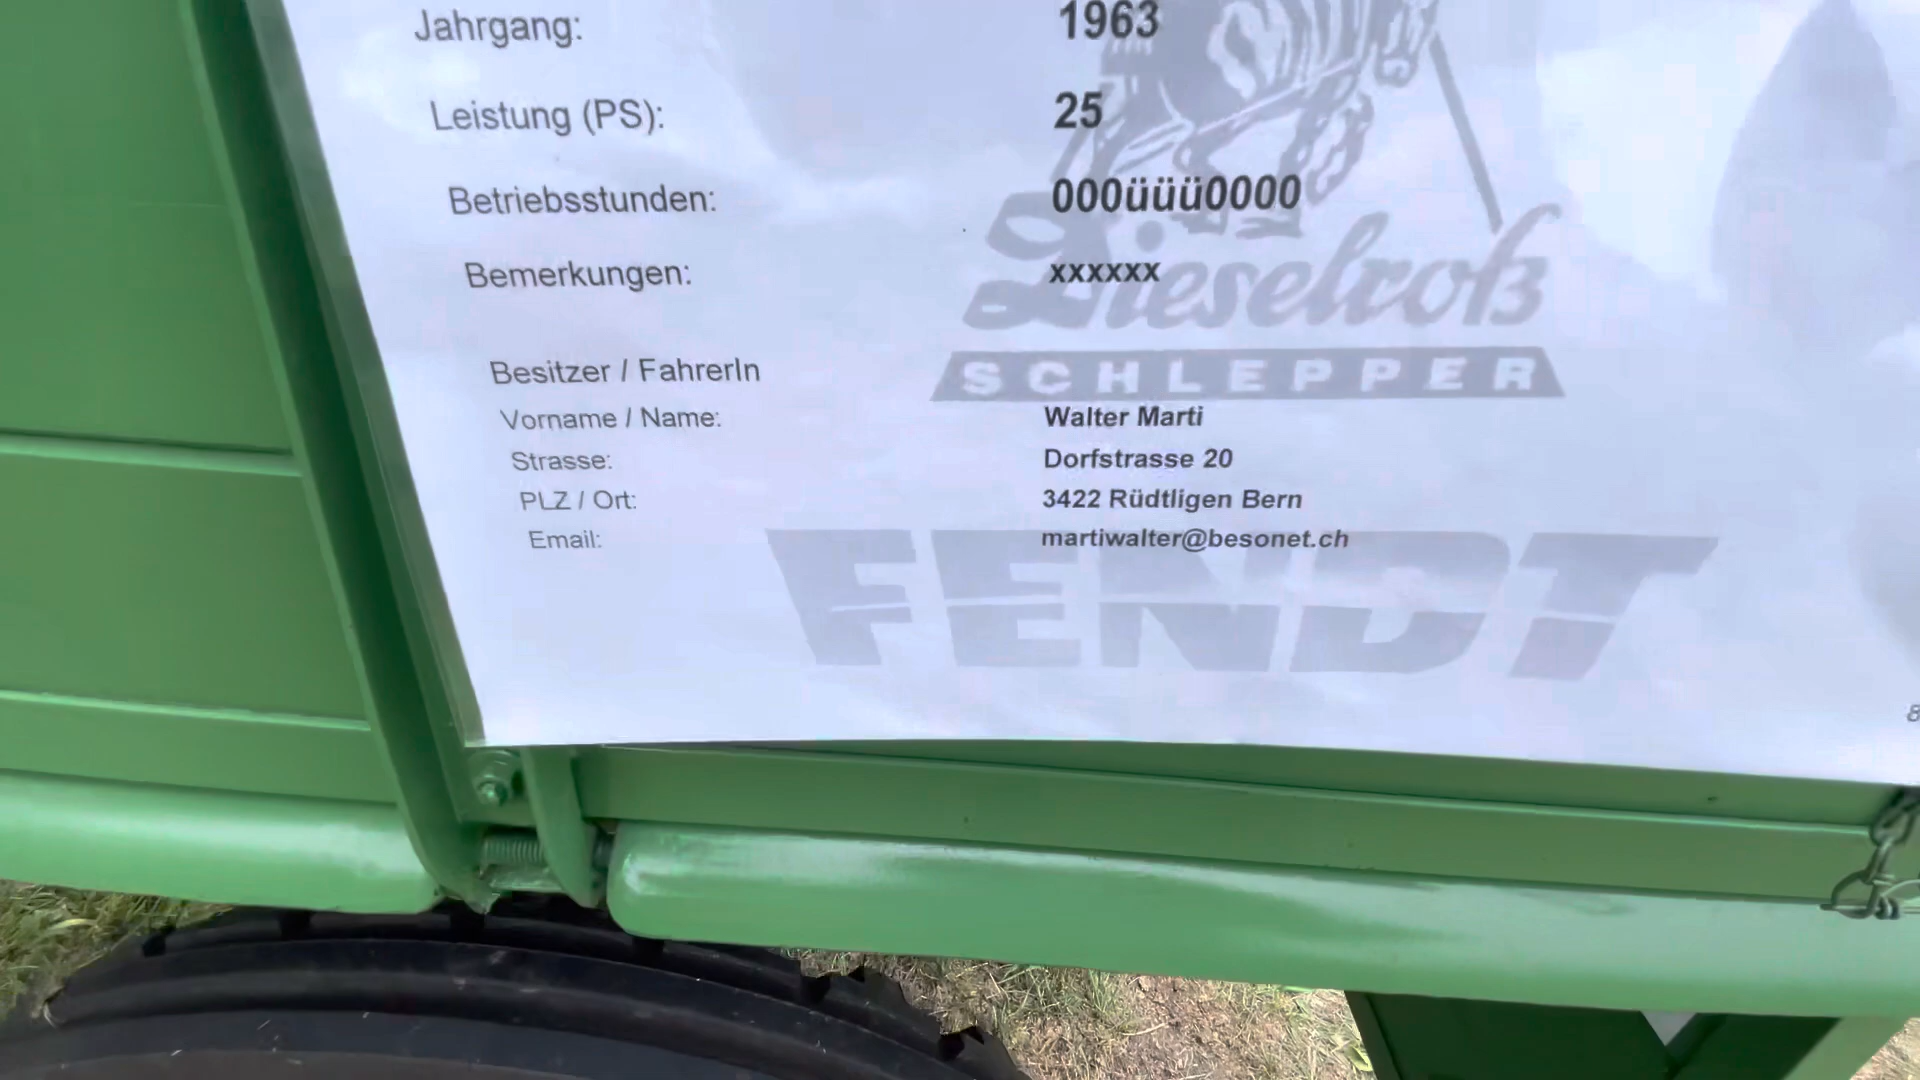 Jahrgang: 1963
Leistung (PS): 25
Betriebsstunden: 000üüü0000
Bemerkungen: xxxxxx
Dieselroß
SCHLEPPER
Besitzer / FahrerIn
Vorname / Name: Walter Marti
Strasse: Dorfstrasse 20
PLZ / Ort: 3422 Rüdtligen Bern
Email: martiwalter@besonet.ch
FENDT